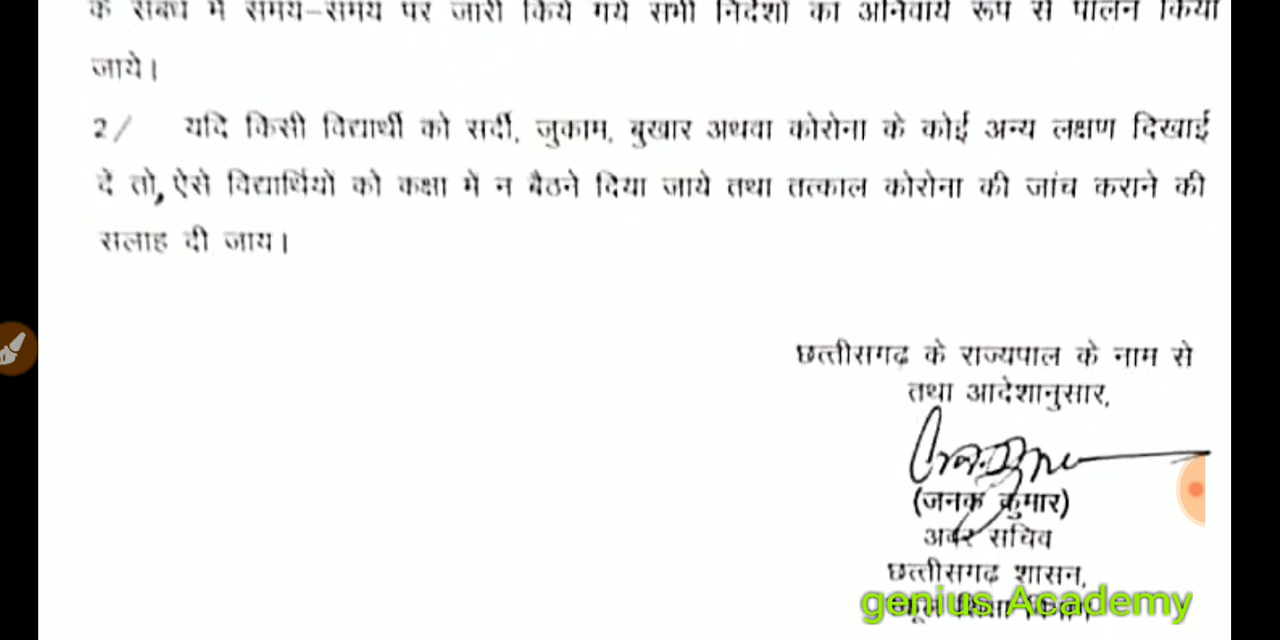 के संबंध में समय-समय पर जारी किये गये सभी निर्देशों का अनिवार्य रूप से पालन किया
जाये।
2/ यदि किसी विद्यार्थी को सर्दी, जुकाम, बुखार अथवा कोरोना के कोई अन्य लक्षण दिखाई
दें तो, ऐसे विद्यार्थियों को कक्षा में न बैठने दिया जाये तथा तत्काल कोरोना की जांच कराने की
सलाह दी जाय।
छत्तीसगढ़ के राज्यपाल के नाम से
तथा आदेशानुसार,
(जनक कुमार)
अवर सचिव
छत्तीसगढ़ शासन,
genius Academy